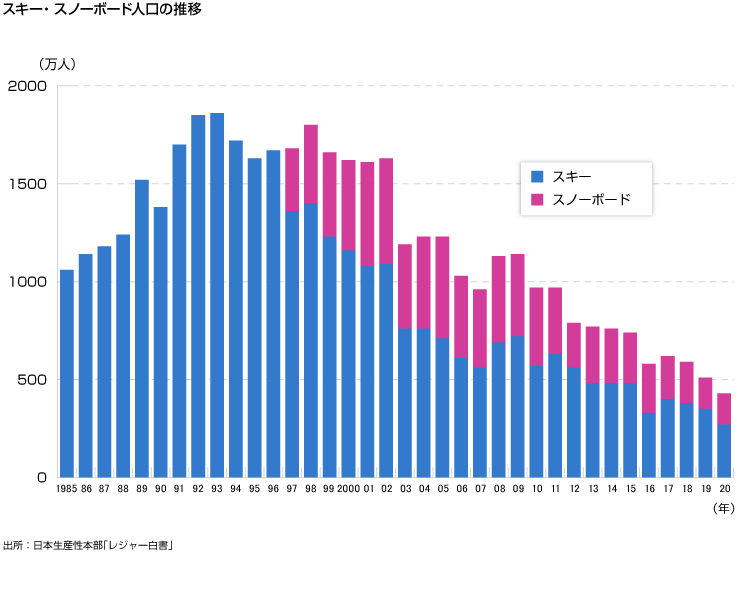 スキー・スノーボード人口の推移
（万人）
2000
1500
1000
500
0
スキー
スノーボード
1985 86 87 88 89 90 91 92 93 94 95 96 97 98 99 2000 01 02 03 04 05 06 07 08 09 10 11 12 13 14 15 16 17 18 19 20
（年）
出所：日本生産性本部「レジャー白書」